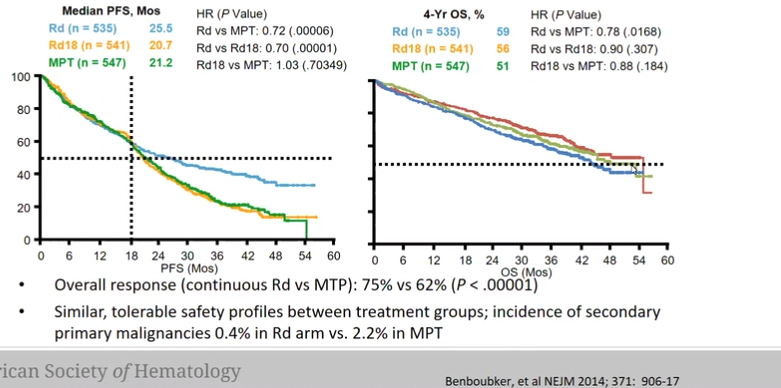 Median PFS, Mos
HR (P Value)
Rd (n = 535) 25.5
Rd vs MPT: 0.72 (.00006)
Rd18 (n = 541) 20.7
Rd vs Rd18: 0.70 (.00001)
MPT (n = 547) 21.2
Rd18 vs MPT: 1.03 (.70349)
100
80
60
40
20
0
0 6 12 18 24 30 36 42 48 54 60
PFS (Mos)
4-Yr OS, %
HR (P Value)
Rd (n = 535) 59
Rd vs MPT: 0.78 (.0168)
Rd18 (n = 541) 56
Rd vs Rd18: 0.90 (.307)
MPT (n = 547) 51
Rd18 vs MPT: 0.88 (.184)
0 6 12 18 24 30 36 42 48 54 60
OS (Mos)
• Overall response (continuous Rd vs MTP): 75% vs 62% (P < .00001)
• Similar, tolerable safety profiles between treatment groups; incidence of secondary
primary malignancies 0.4% in Rd arm vs. 2.2% in MPT
rican Society of Hematology
Benboubker, et al NEJM 2014; 371: 906-17